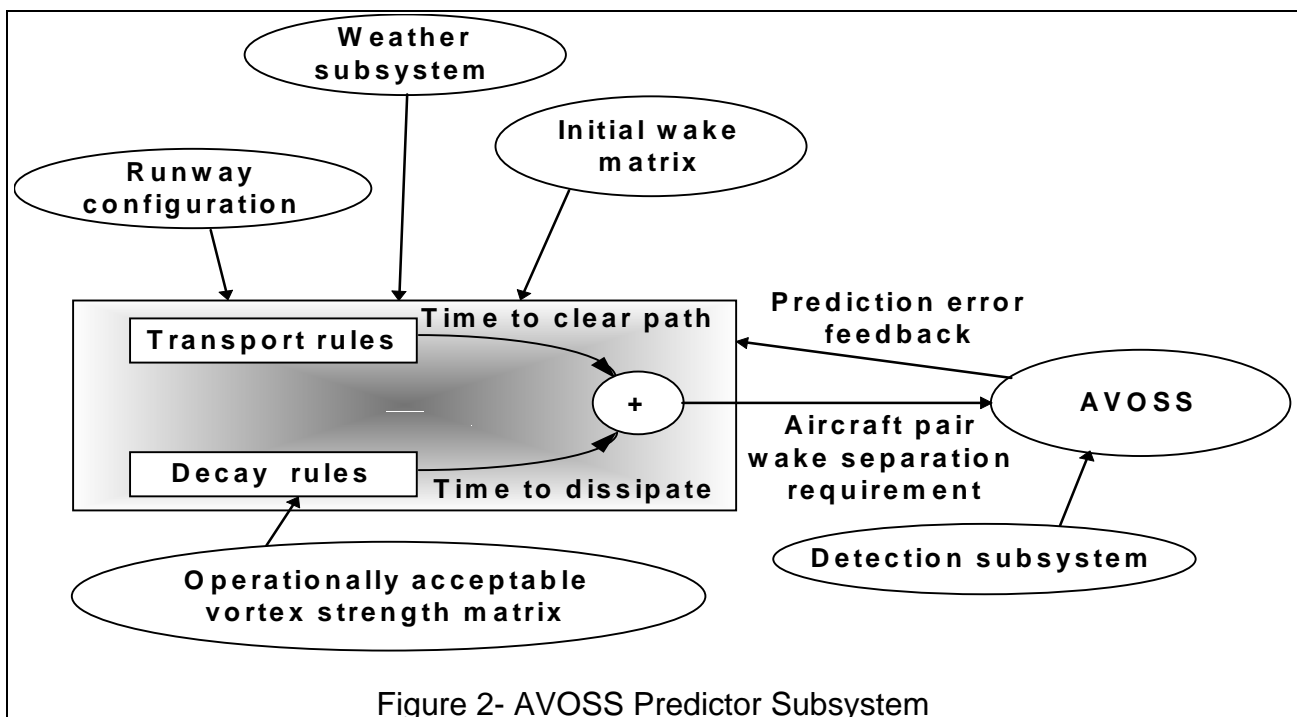 Weather
subsystem
Initial wake
matrix
Runway
configuration
Time to clear path
Transport rules
Prediction error
feedback
+
AVOSS
Aircraft pair
wake separation
requirement
Decay rules
Time to dissipate
Detection subsystem
Operationally acceptable
vortex strength matrix
Figure 2- AVOSS Predictor Subsystem